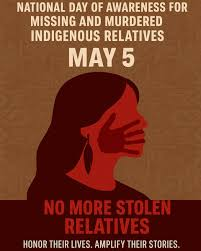 NATIONAL DAY OF AWARENESS FOR
MISSING AND MURDERED
INDIGENOUS RELATIVES
MAY 5
NO MORE STOLEN
RELATIVES
HONOR THEIR LIVES. AMPLIFY THEIR STORIES.